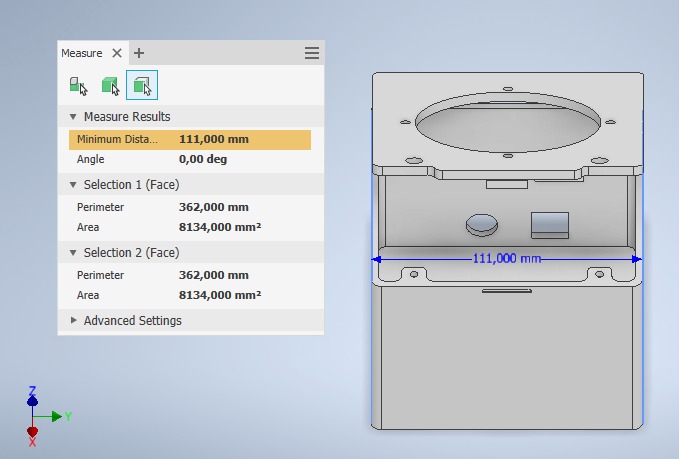 Measure
Measure Results
Minimum Dista... 111,000 mm
Angle 0,00 deg
Selection 1 (Face)
Perimeter 362,000 mm
Area 8134,000 mm²
Selection 2 (Face)
Perimeter 362,000 mm
Area 8134,000 mm²
Advanced Settings
111,000 mm
Z
Y
X